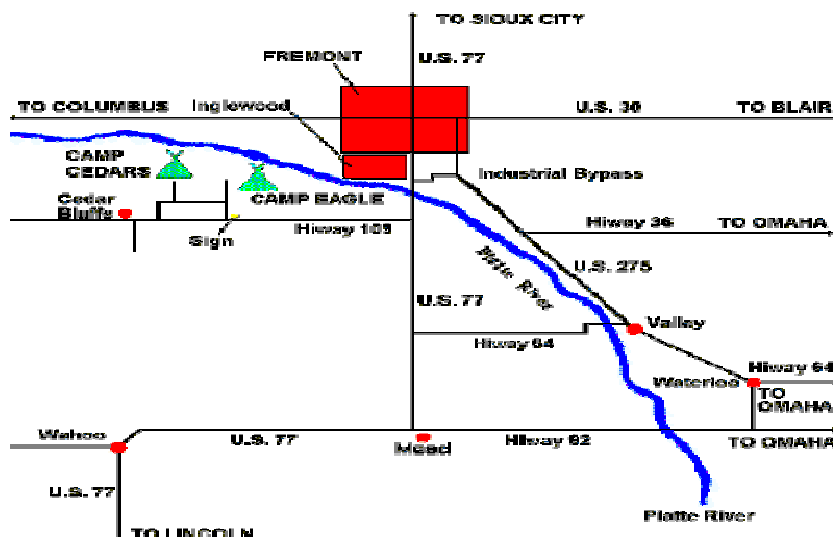 TO SIOUX CITY
FREMONT
U.S. 77
TO COLUMBUS
Inglewood
U.S. 30
TO BLAIR
CAMP
CEDARS
Industrial Bypass
CAMP EAGLE
Cedar
Bluffs
Sign
Hiway 109
Hiway 36
TO OMAHA
Platte River
U.S. 275
U.S. 77
Valley
Hiway 64
Hiway 64
Waterloo
TO
OMAHA
Wahoo
U.S. 77
Mead
Hiway 92
TO OMAHA
U.S. 77
Platte River
TO LINCOLN